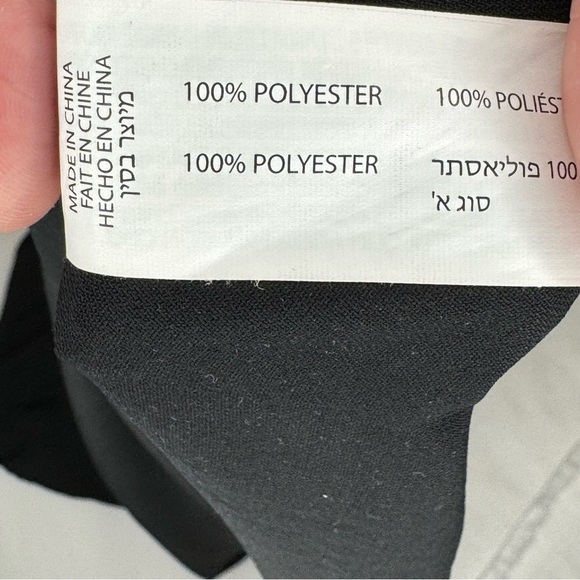 MADE IN CHINA
FAIT EN CHINE
HECHO EN CHINA
מיוצר בסין
100% POLYESTER
100% POLIÉST
100% POLYESTER
100 פוליאסתר
סוג א'